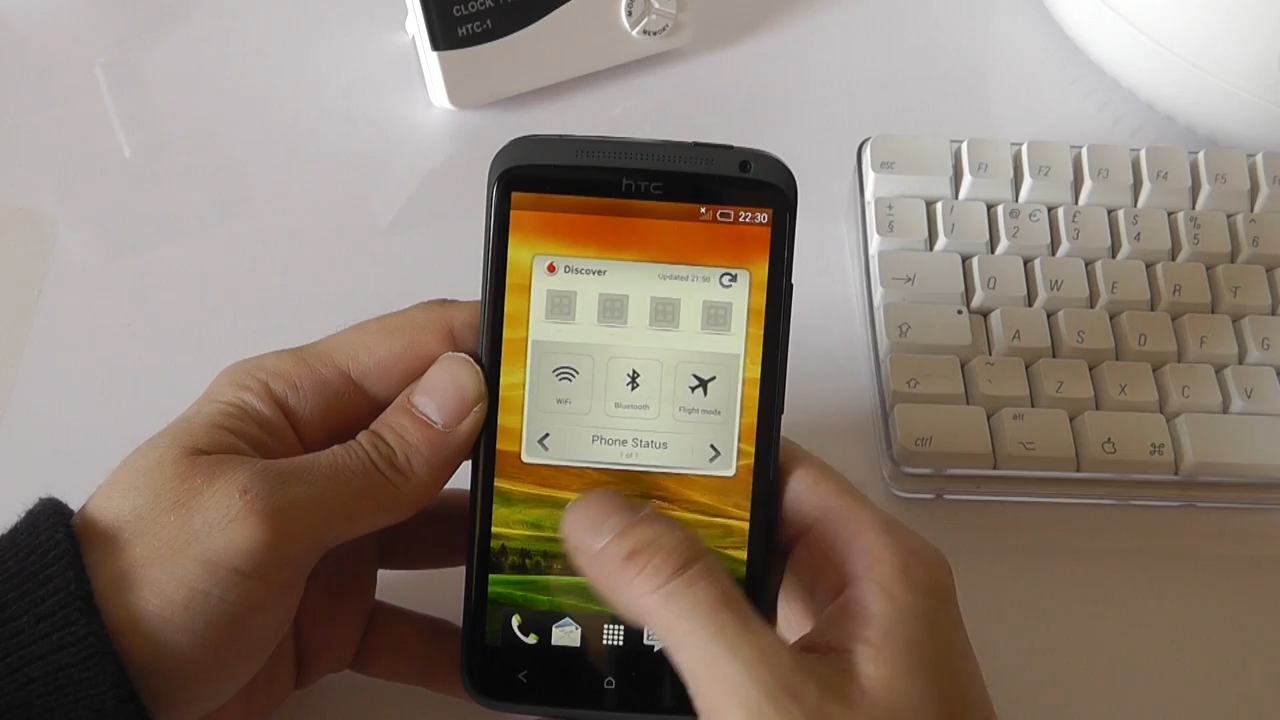 CLOCK
HTC-1
MEMORY
hTC
22:30
Discover
Updated 21:50
WiFi
Bluetooth
Flight mode
Phone Status
1 of 1
esc F1 F2 F3 F4 F5
± § ! 1 @ € 2 £ 3 $ 4 % 5 ^ 6
Q W E R T
A S D F G
~ ` Z X C V
ctrl alt